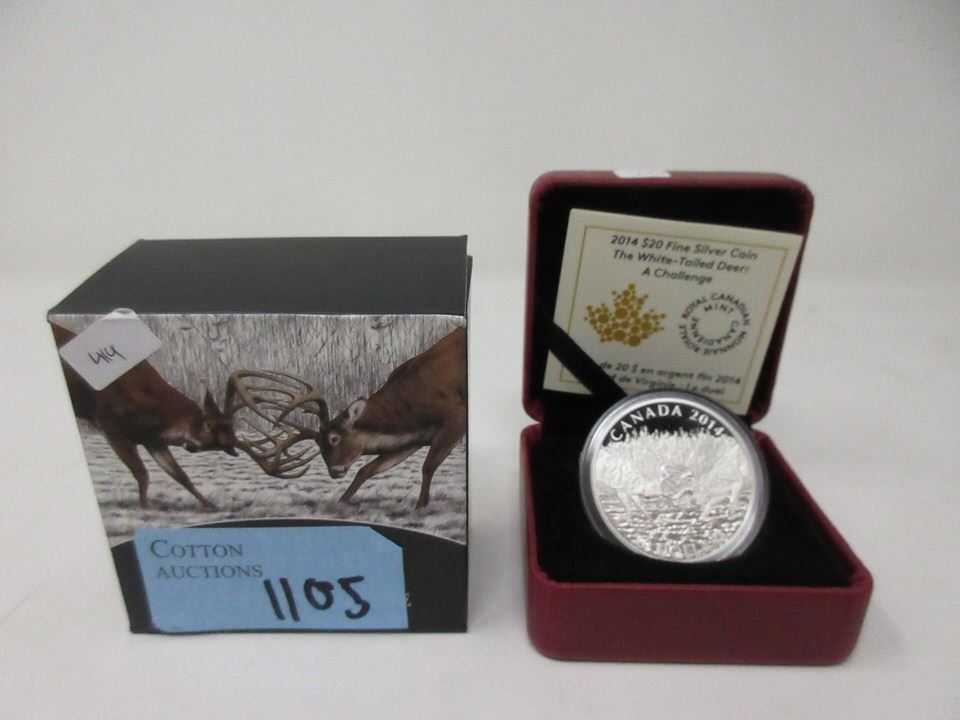 414
COTTON
AUCTIONS
1105
2014 $20 Fine Silver Coin
The White-Tailed Deer:
A Challenge
ROYAL CANADIAN MINT
MONNAIE ROYALE CANADIENNE
de 20 $ en argent fin 2014
de Virginie - Le duel
CANADA 2014